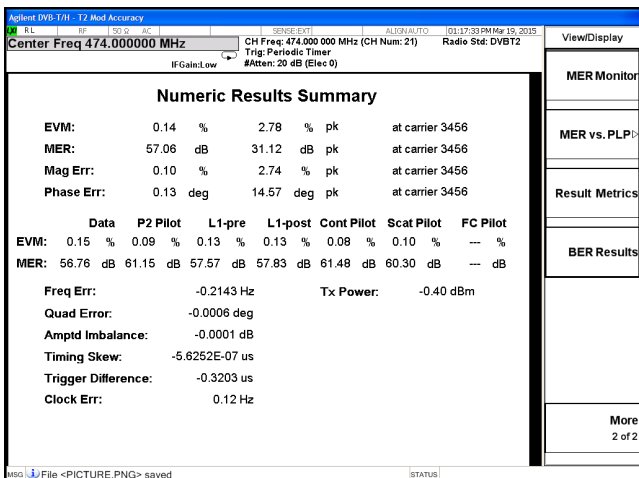 Agilent DVB-T/H - T2 Mod Accuracy
LXI RL RF 50 Ω AC SENSE:EXT ALIGNAUTO 01:17:33 PM Mar 19, 2015
Center Freq 474.000000 MHz
CH Freq: 474.000 000 MHz (CH Num: 21) Radio Std: DVBT2
Trig: Periodic Timer
IFGain:Low #Atten: 20 dB (Elec 0)
Numeric Results Summary
EVM: 0.14 % 2.78 % pk at carrier 3456
MER: 57.06 dB 31.12 dB pk at carrier 3456
Mag Err: 0.10 % 2.74 % pk at carrier 3456
Phase Err: 0.13 deg 14.57 deg pk at carrier 3456
Data P2 Pilot L1-pre L1-post Cont Pilot Scat Pilot FC Pilot
EVM: 0.15 % 0.09 % 0.13 % 0.13 % 0.08 % 0.10 % --- %
MER: 56.76 dB 61.15 dB 57.57 dB 57.83 dB 61.48 dB 60.30 dB --- dB
Freq Err: -0.2143 Hz Tx Power: -0.40 dBm
Quad Error: -0.0006 deg
Amptd Imbalance: -0.0001 dB
Timing Skew: -5.6252E-07 us
Trigger Difference: -0.3203 us
Clock Err: 0.12 Hz
MSG File <PICTURE.PNG> saved STATUS
View/Display
MER Monitor
MER vs. PLP
Result Metrics
BER Results
More
2 of 2